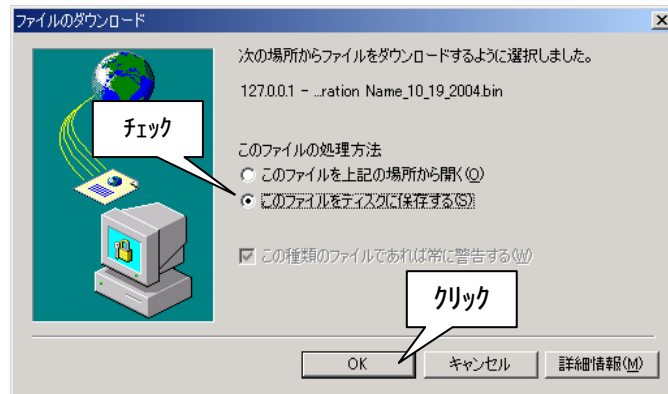 ファイルのダウンロード
次の場所からファイルをダウンロードするように選択しました。
127.0.0.1 - ...ration Name_10_19_2004.bin
チェック
このファイルの処理方法
このファイルを上記の場所から開く(O)
このファイルをディスクに保存する(S)
この種類のファイルであれば常に警告する(W)
クリック
OK
キャンセル
詳細情報(M)